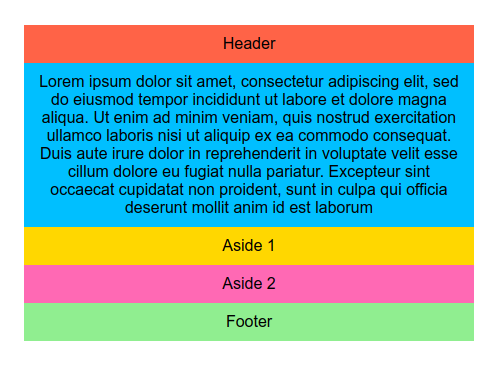 Header
Lorem ipsum dolor sit amet, consectetur adipiscing elit, sed
do eiusmod tempor incididunt ut labore et dolore magna
aliqua. Ut enim ad minim veniam, quis nostrud exercitation
ullamco laboris nisi ut aliquip ex ea commodo consequat.
Duis aute irure dolor in reprehenderit in voluptate velit esse
cillum dolore eu fugiat nulla pariatur. Excepteur sint
occaecat cupidatat non proident, sunt in culpa qui officia
deserunt mollit anim id est laborum
Aside 1
Aside 2
Footer